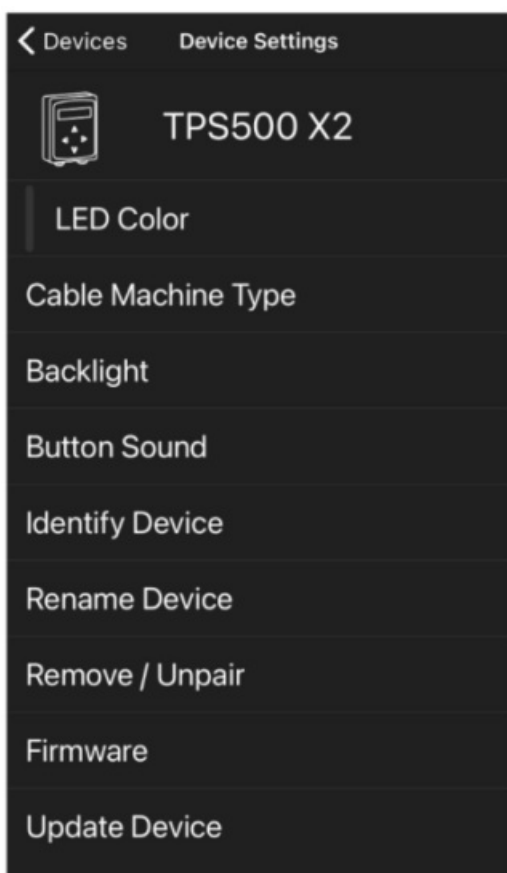 Devices Device Settings
TPS500 X2
LED Color
Cable Machine Type
Backlight
Button Sound
Identify Device
Rename Device
Remove / Unpair
Firmware
Update Device